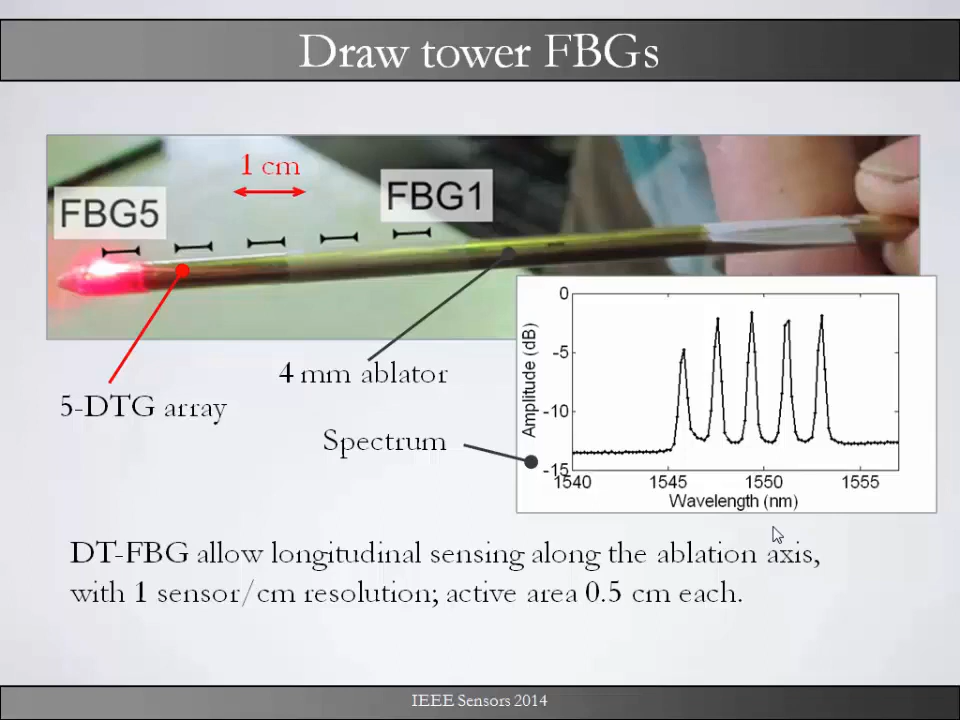 Draw tower FBGs
1 cm
FBG5
FBG1
4 mm ablator
5-DTG array
Spectrum
Amplitude (dB)
0
-5
-10
-15
1540
1545
1550
1555
Wavelength (nm)
DT-FBG allow longitudinal sensing along the ablation axis,
with 1 sensor/cm resolution; active area 0.5 cm each.
IEEE Sensors 2014